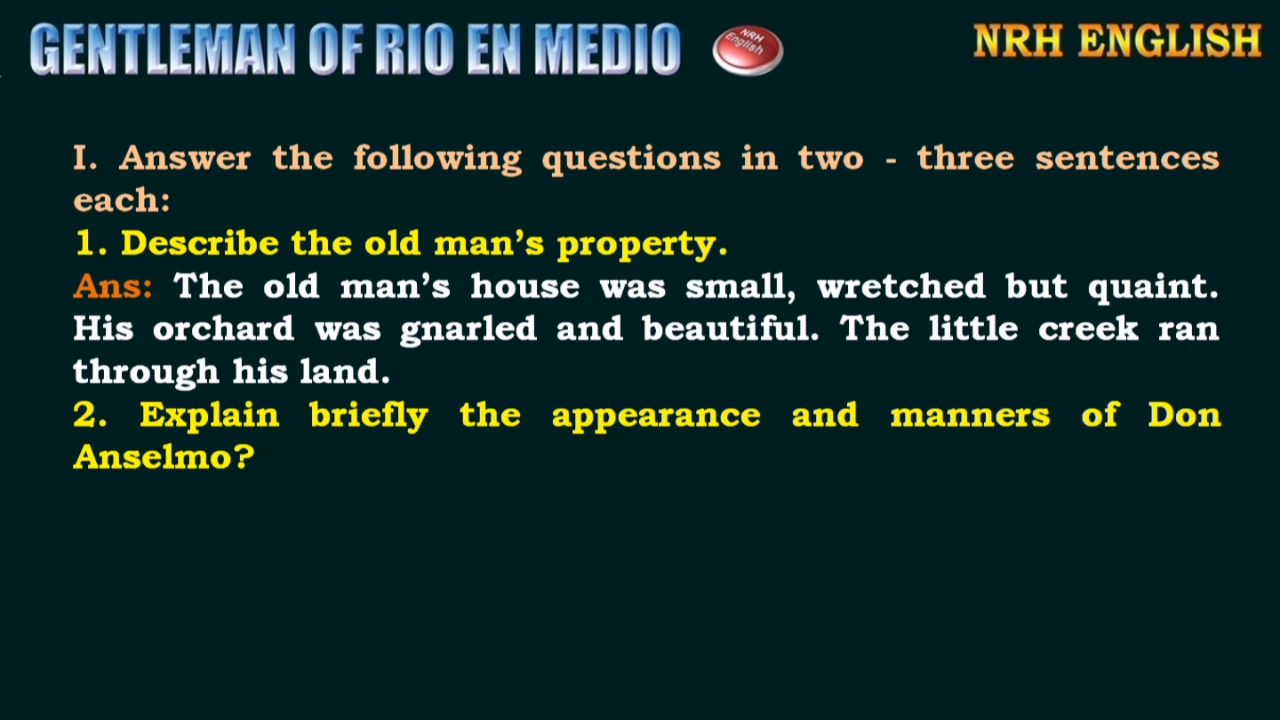 GENTLEMAN OF RIO EN MEDIO
NRH English
NRH ENGLISH
I. Answer the following questions in two - three sentences
each:
1. Describe the old man’s property.
Ans: The old man’s house was small, wretched but quaint.
His orchard was gnarled and beautiful. The little creek ran
through his land.
2. Explain briefly the appearance and manners of Don
Anselmo?